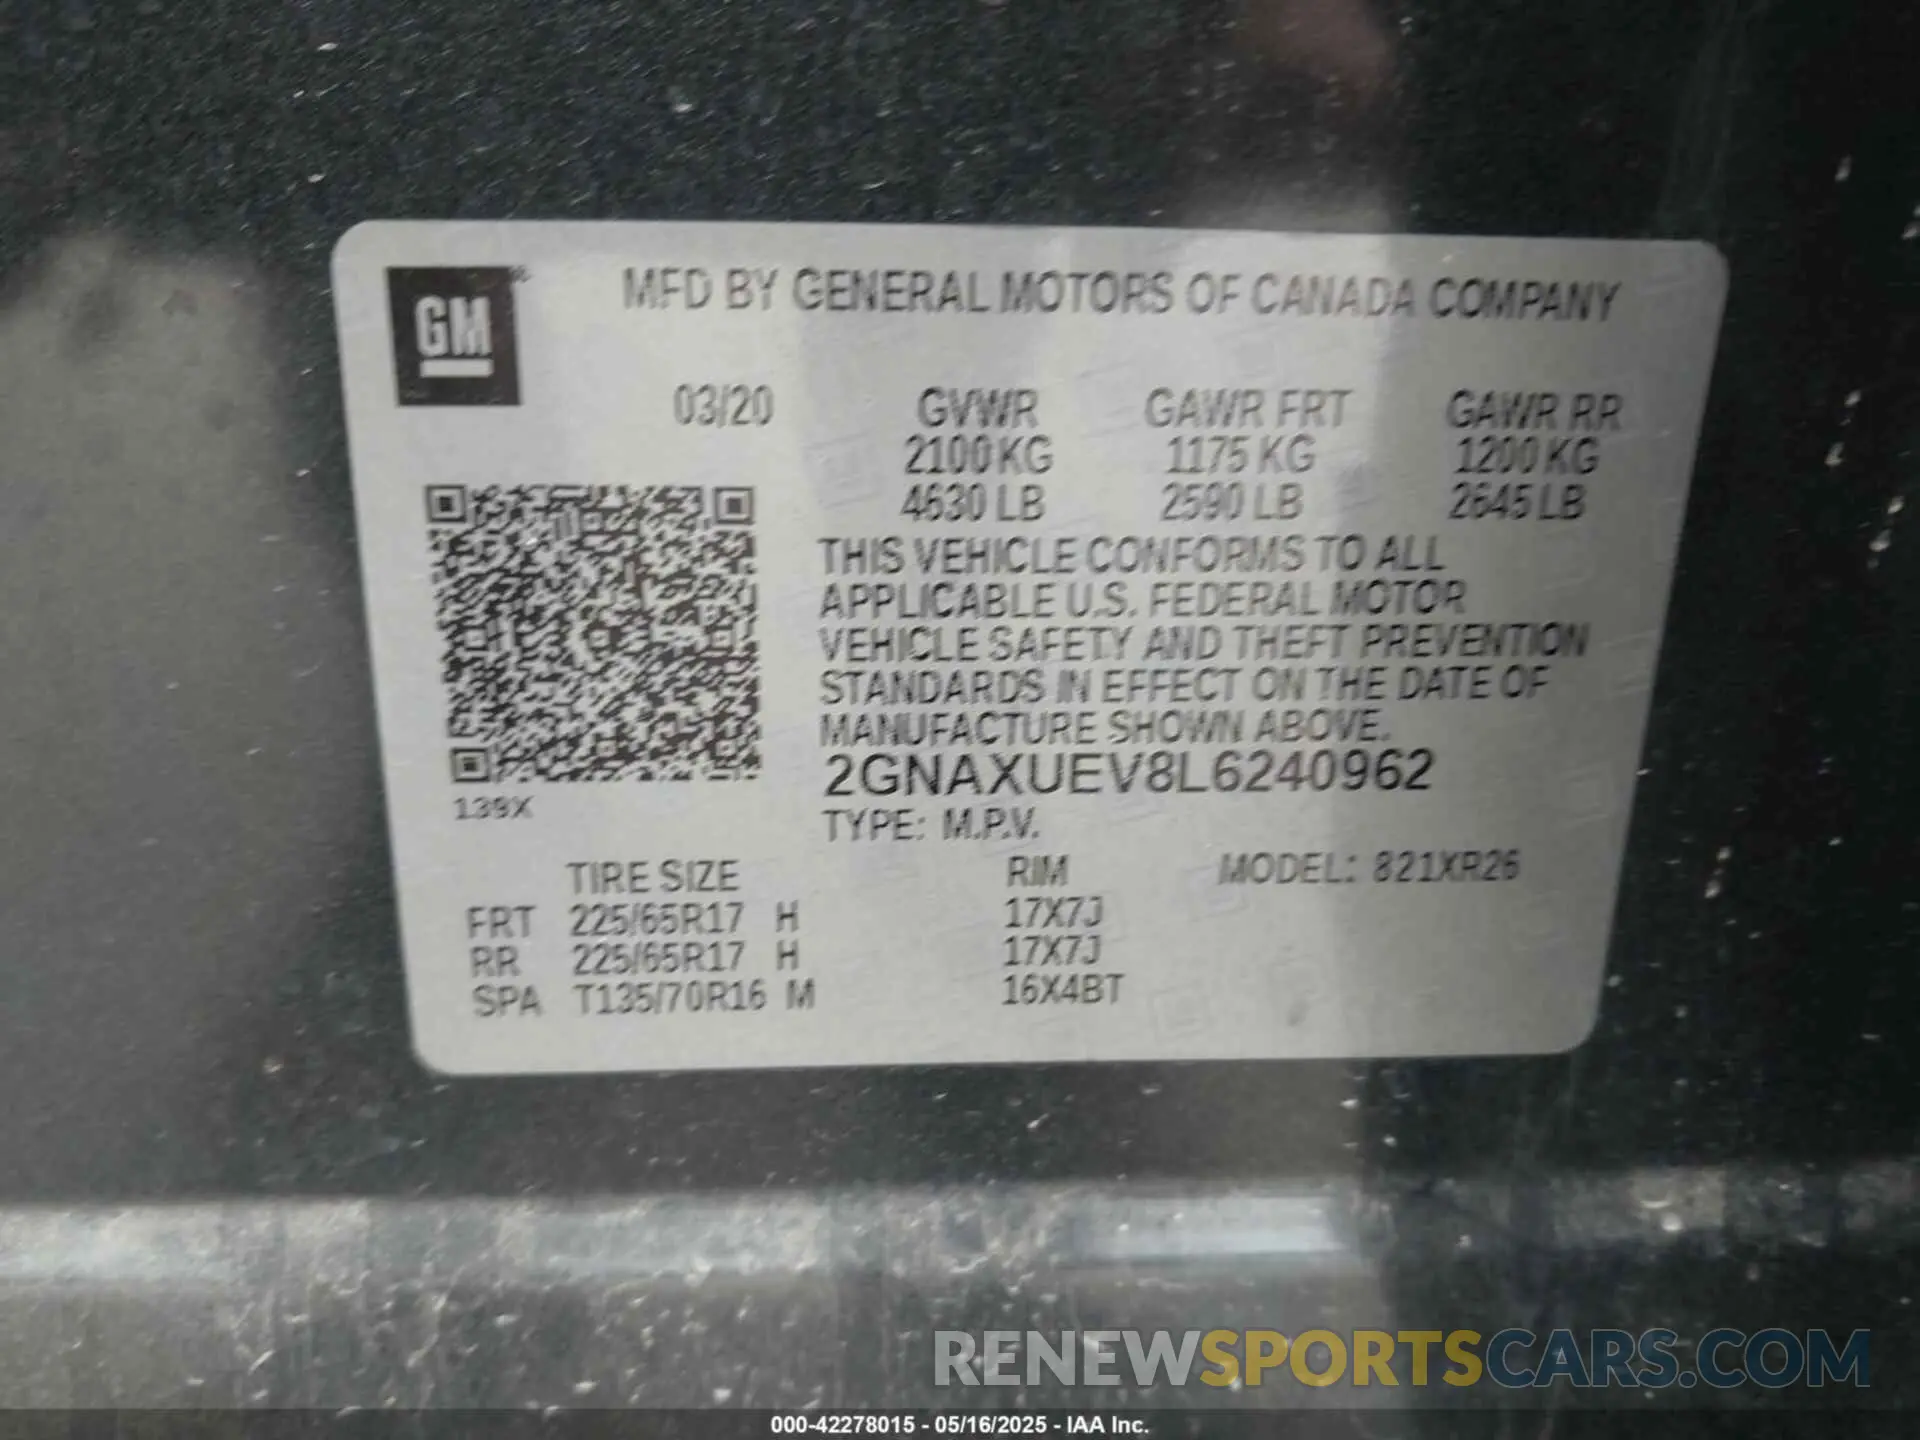 GM
MFD BY GENERAL MOTORS OF CANADA COMPANY
03/20 GVWR GAWR FRT GAWR RR
2100 KG 1175 KG 1200 KG
4630 LB 2590 LB 2645 LB
THIS VEHICLE CONFORMS TO ALL
APPLICABLE U.S. FEDERAL MOTOR
VEHICLE SAFETY AND THEFT PREVENTION
STANDARDS IN EFFECT ON THE DATE OF
MANUFACTURE SHOWN ABOVE.
2GNAXUEV8L6240962
139X
TYPE: M.P.V.
TIRE SIZE RIM MODEL: 821XR26
FRT 225/65R17 H 17X7J
RR 225/65R17 H 17X7J
SPA T135/70R16 M 16X4BT
RENEWSPORTSCARS.COM
000-42278015 - 05/16/2025 - IAA Inc.